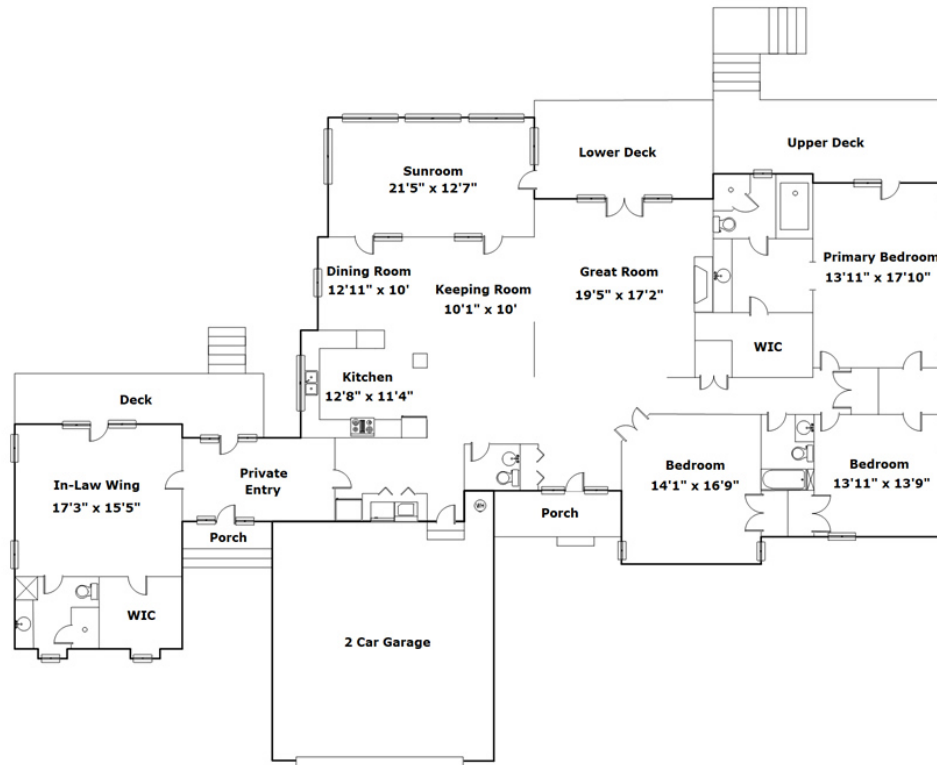 Upper Deck
Lower Deck
Sunroom
21'5" x 12'7"
Primary Bedroom
13'11" x 17'10"
Dining Room
12'11" x 10'
Keeping Room
10'1" x 10'
Great Room
19'5" x 17'2"
WIC
Kitchen
12'8" x 11'4"
Deck
In-Law Wing
17'3" x 15'5"
Private
Entry
Bedroom
14'1" x 16'9"
Bedroom
13'11" x 13'9"
WH
Porch
Porch
WIC
2 Car Garage